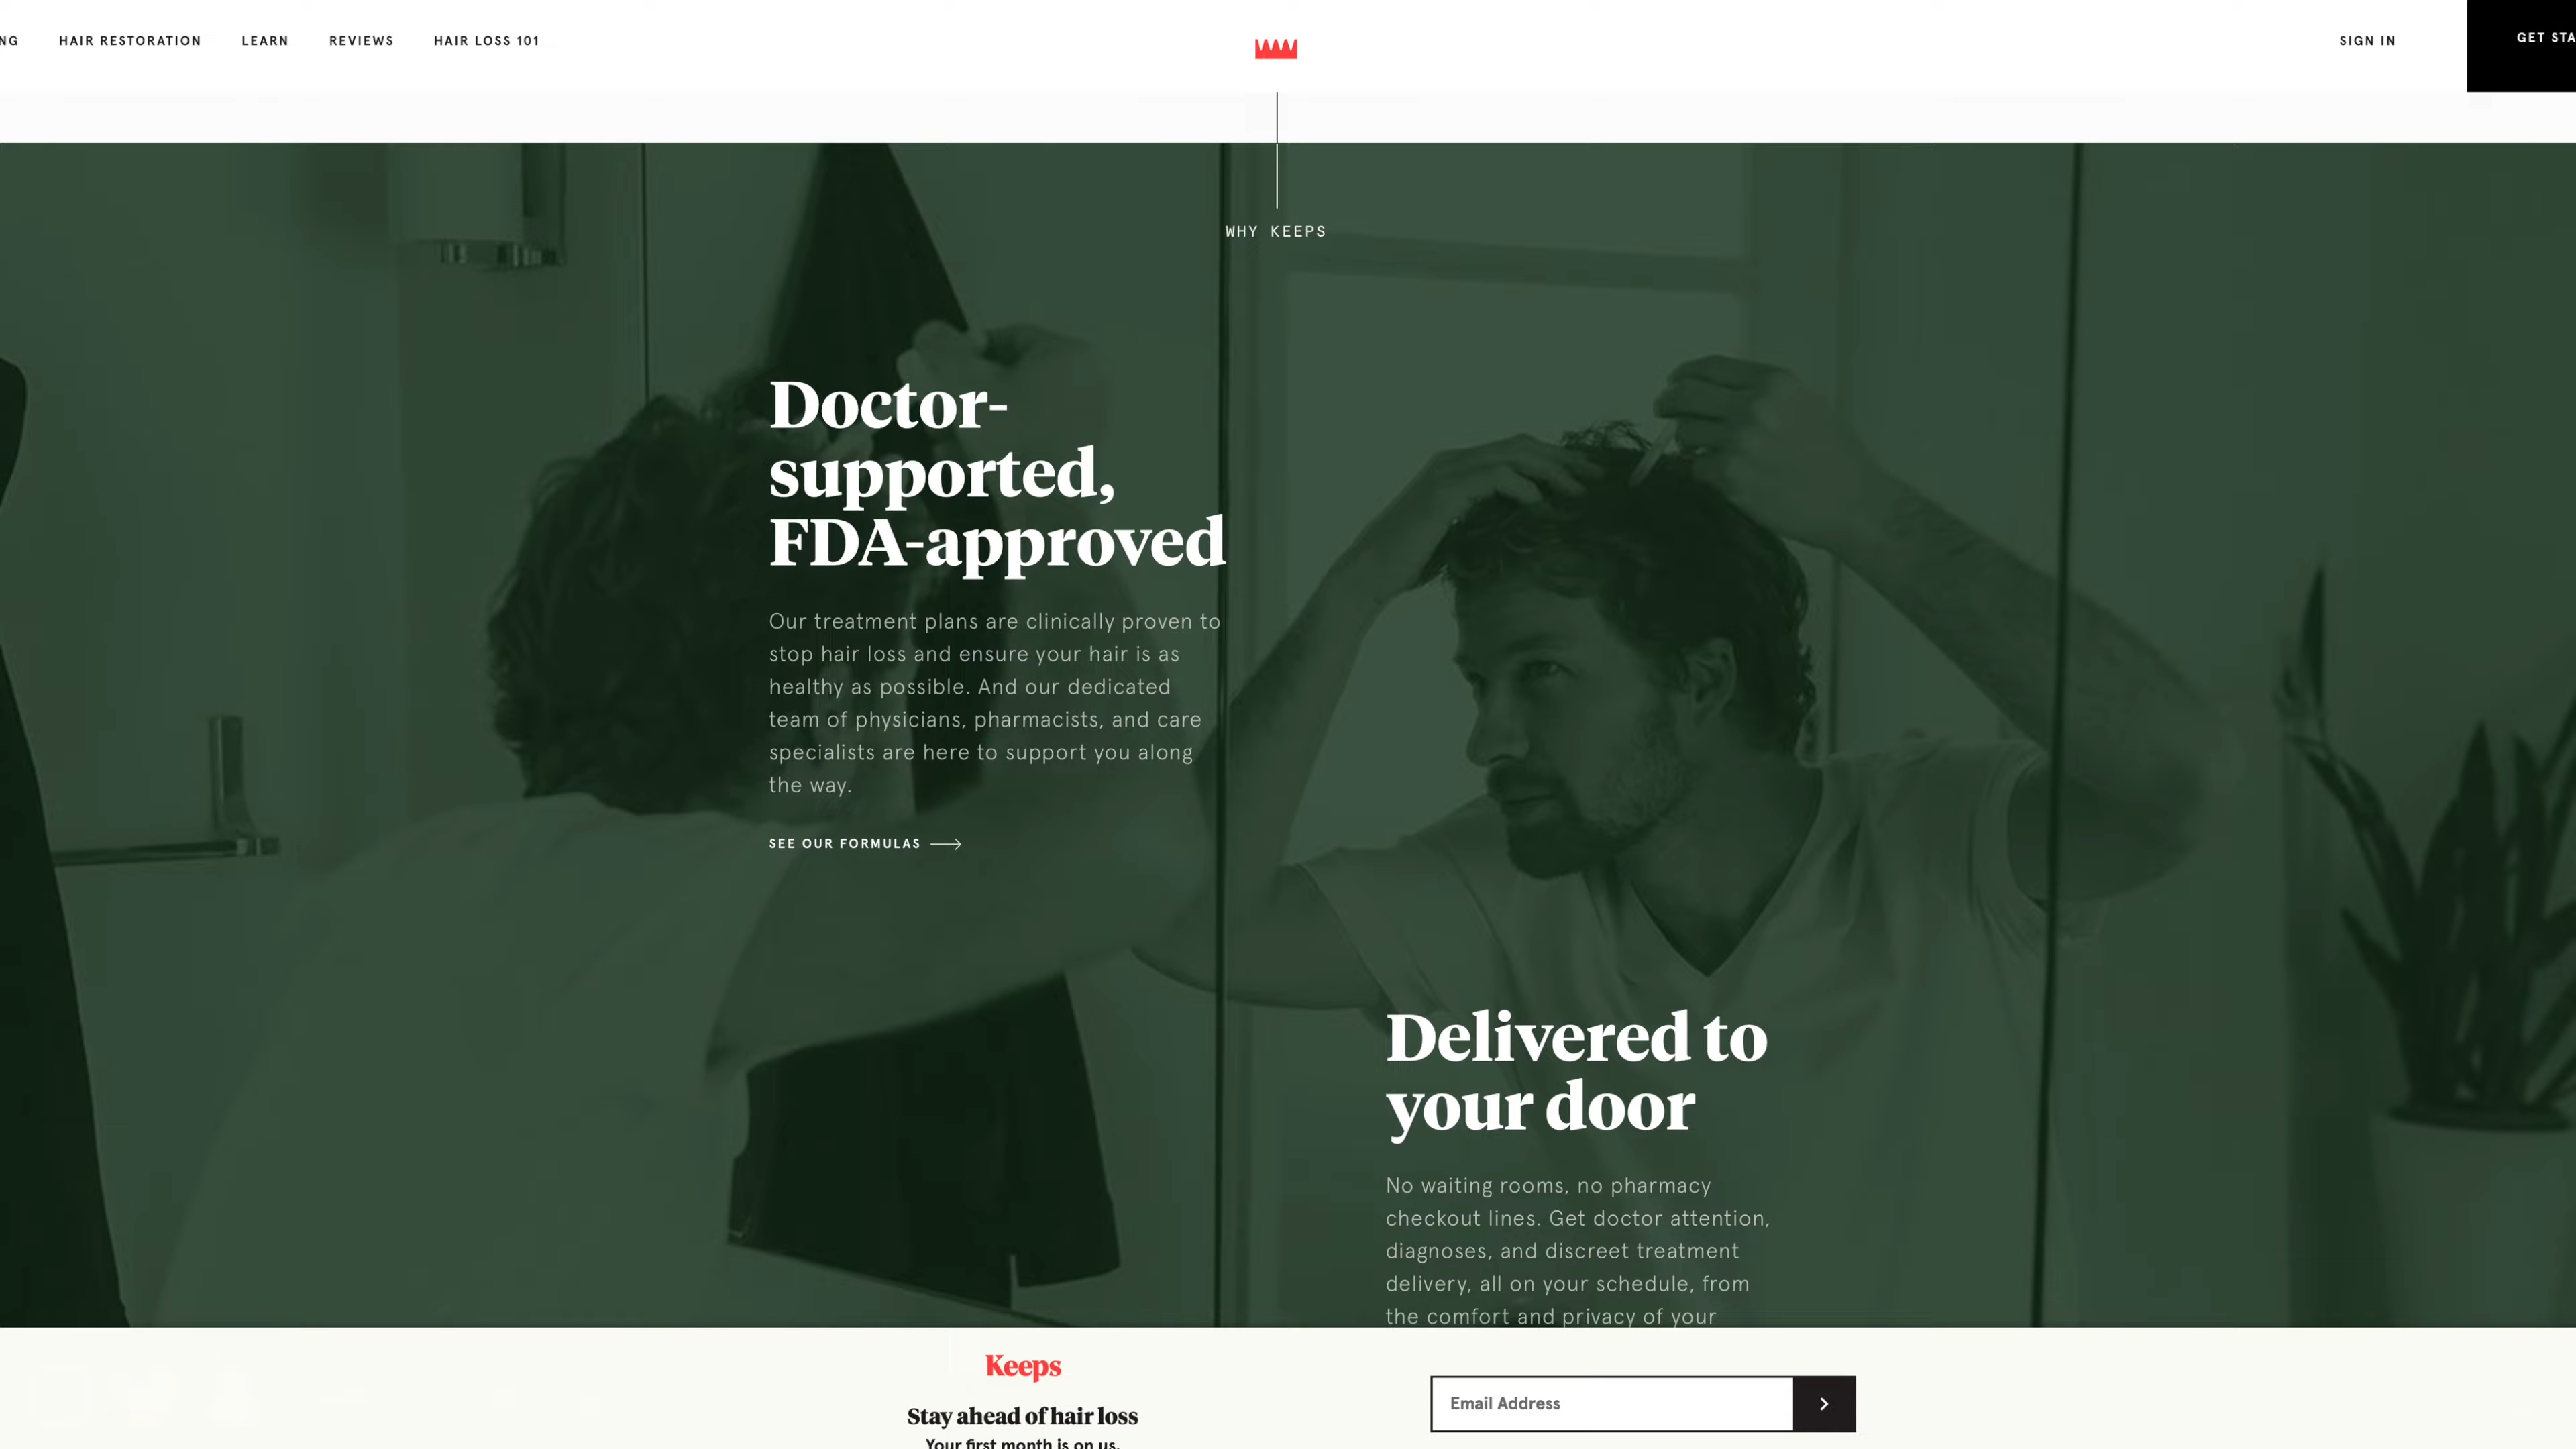 HAIR RESTORATION LEARN REVIEWS HAIR LOSS 101 SIGN IN
WHY KEEPS
Doctor-
supported,
FDA-approved
Our treatment plans are clinically proven to
stop hair loss and ensure your hair is as
healthy as possible. And our dedicated
team of physicians, pharmacists, and care
specialists are here to support you along
the way.
SEE OUR FORMULAS
Delivered to
your door
No waiting rooms, no pharmacy
checkout lines. Get doctor attention,
diagnoses, and discreet treatment
delivery, all on your schedule, from
the comfort and privacy of your
Keeps
Stay ahead of hair loss
Your first month is on us.
Email Address